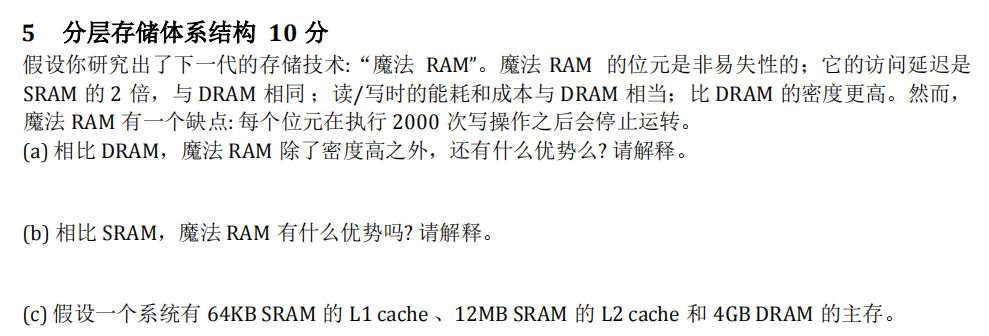 5 分层存储体系结构 10 分
假设你研究出了下一代的存储技术:“魔法 RAM”。魔法 RAM 的位元是非易失性的；它的访问延迟是
SRAM 的 2 倍，与 DRAM 相同；读/写时的能耗和成本与 DRAM 相当；比 DRAM 的密度更高。然而，
魔法 RAM 有一个缺点: 每个位元在执行 2000 次写操作之后会停止运转。
(a) 相比 DRAM，魔法 RAM 除了密度高之外，还有什么优势么? 请解释。
(b) 相比 SRAM，魔法 RAM 有什么优势吗? 请解释。
(c) 假设一个系统有 64KB SRAM 的 L1 cache 、12MB SRAM 的 L2 cache 和 4GB DRAM 的主存。